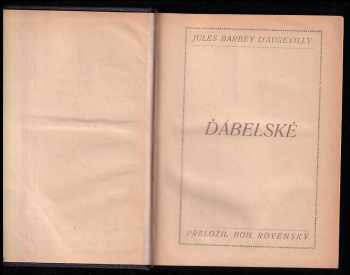 JULES BARBEY D'AUREVILLY
ĎÁBELSKÉ
PŘELOŽIL BOH. ROVENSKÝ